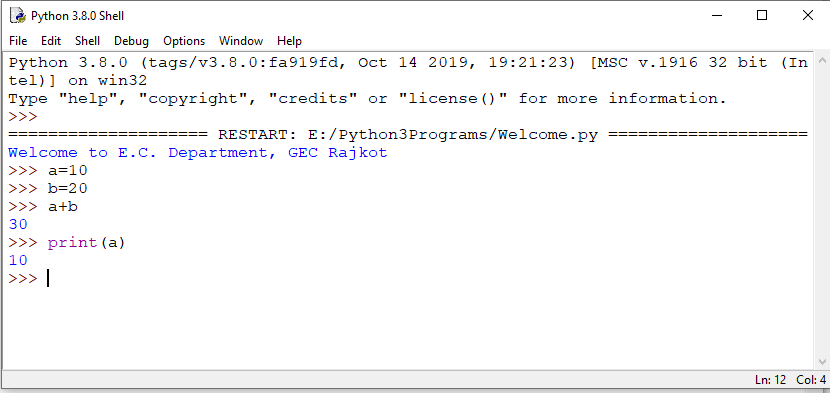 Python 3.8.0 Shell
File Edit Shell Debug Options Window Help
Python 3.8.0 (tags/v3.8.0:fa919fd, Oct 14 2019, 19:21:23) [MSC v.1916 32 bit (In
tel)] on win32
Type "help", "copyright", "credits" or "license()" for more information.
>>>
==================== RESTART: E:/Python3Programs/Welcome.py ====================
Welcome to E.C. Department, GEC Rajkot
>>> a=10
>>> b=20
>>> a+b
30
>>> print(a)
10
>>>
Ln: 12 Col: 4